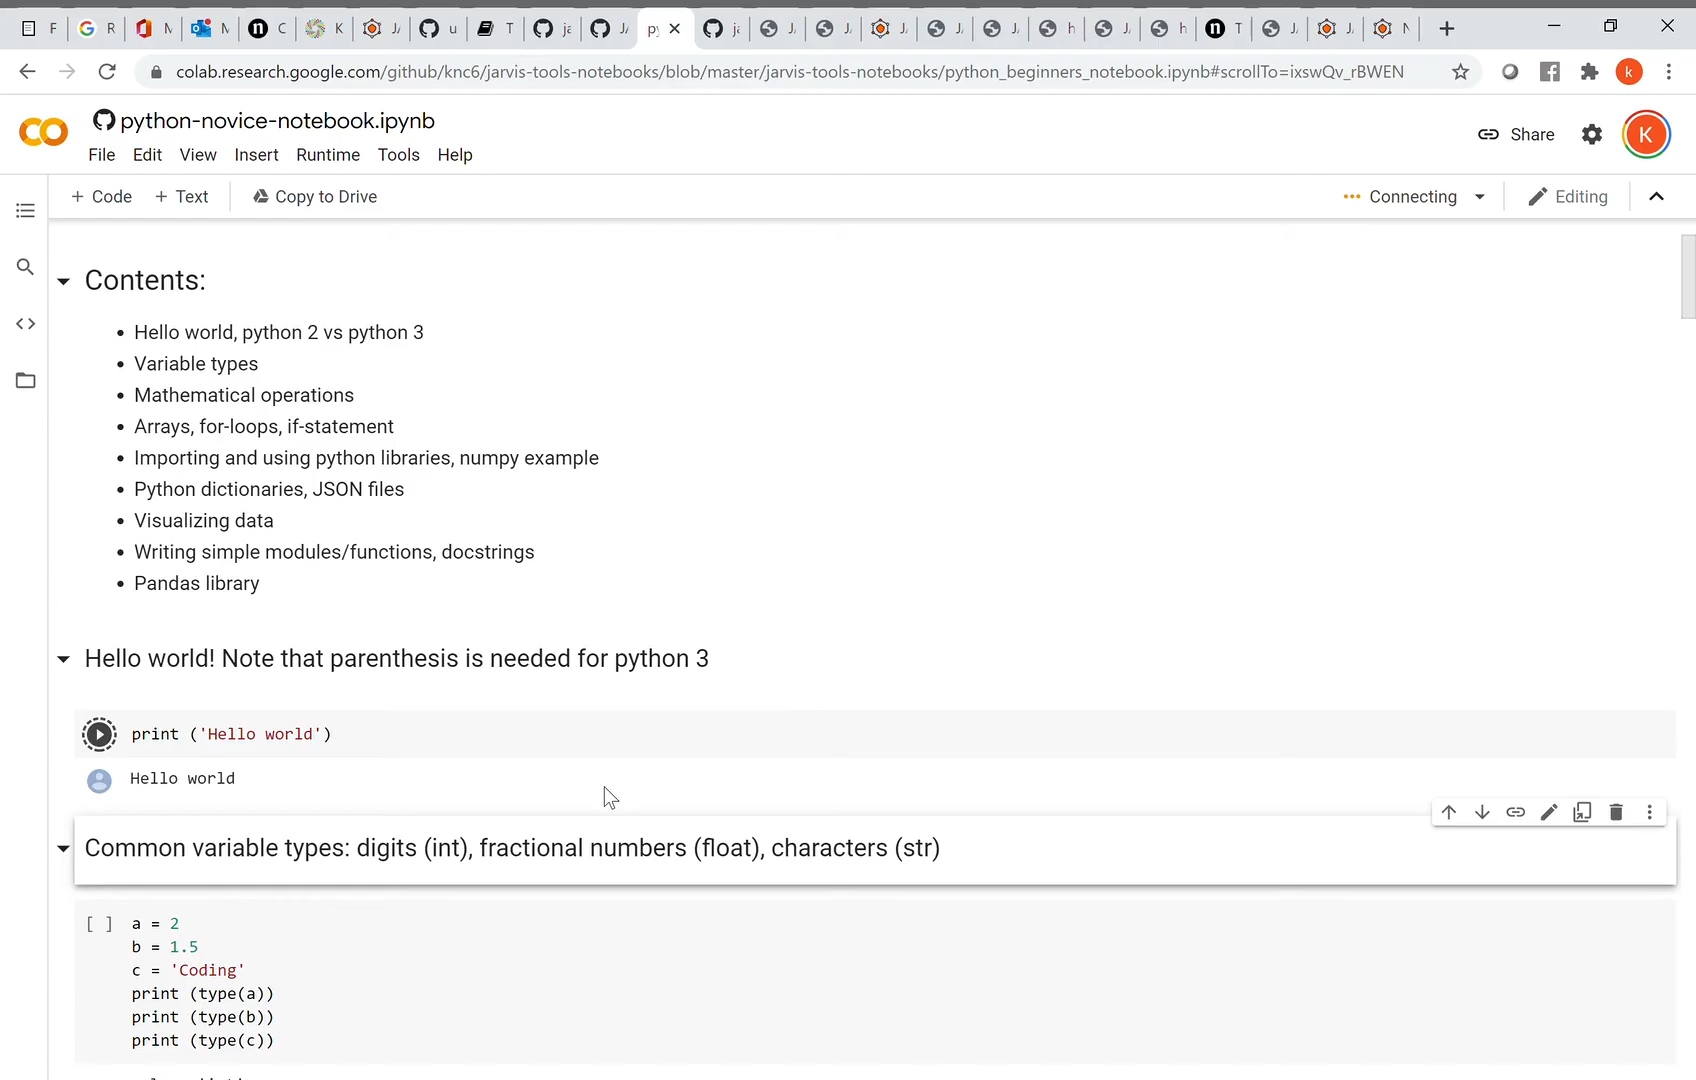 F R M M n C K J/ u T ja J/ py ja J. J. J. J. J. h J. h n T J. J. N
colab.research.google.com/github/knc6/jarvis-tools-notebooks/blob/master/jarvis-tools-notebooks/python_beginners_notebook.ipynb#scrollTo=ixswQv_rBWEN k
python-novice-notebook.ipynb
Share K
File Edit View Insert Runtime Tools Help
+ Code + Text Copy to Drive Connecting Editing
Contents:
• Hello world, python 2 vs python 3
• Variable types
• Mathematical operations
• Arrays, for-loops, if-statement
• Importing and using python libraries, numpy example
• Python dictionaries, JSON files
• Visualizing data
• Writing simple modules/functions, docstrings
• Pandas library
Hello world! Note that parenthesis is needed for python 3
print ('Hello world')
Hello world
Common variable types: digits (int), fractional numbers (float), characters (str)
[ ] a = 2
b = 1.5
c = 'Coding'
print (type(a))
print (type(b))
print (type(c))